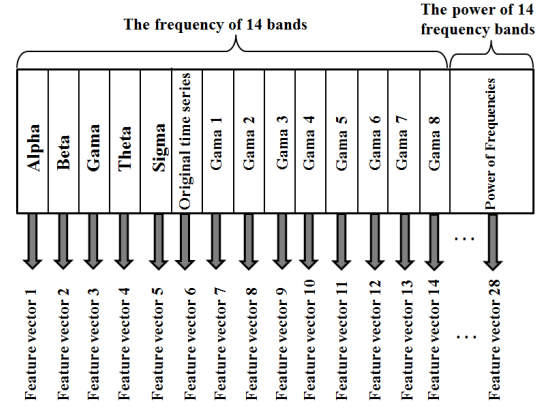 The frequency of 14 bands
The power of 14
frequency bands
Alpha
Beta
Gama
Theta
Sigma
Original time series
Gama 1
Gama 2
Gama 3
Gama 4
Gama 5
Gama 6
Gama 7
Gama 8
Power of Frequencies
...
Feature vector 1
Feature vector 2
Feature vector 3
Feature vector 4
Feature vector 5
Feature vector 6
Feature vector 7
Feature vector 8
Feature vector 9
Feature vector 10
Feature vector 11
Feature vector 12
Feature vector 13
Feature vector 14
...
Feature vector 28